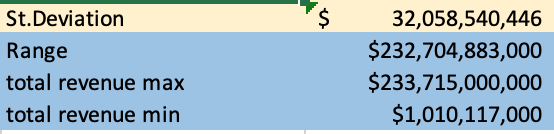 St.Deviation $ 32,058,540,446
Range $232,704,883,000
total revenue max $233,715,000,000
total revenue min $1,010,117,000